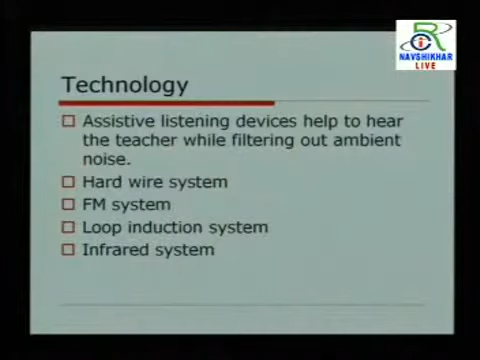 Technology
Assistive listening devices help to hear
the teacher while filtering out ambient
noise.
Hard wire system
FM system
Loop induction system
Infrared system
NAVSHIKHAR
LIVE